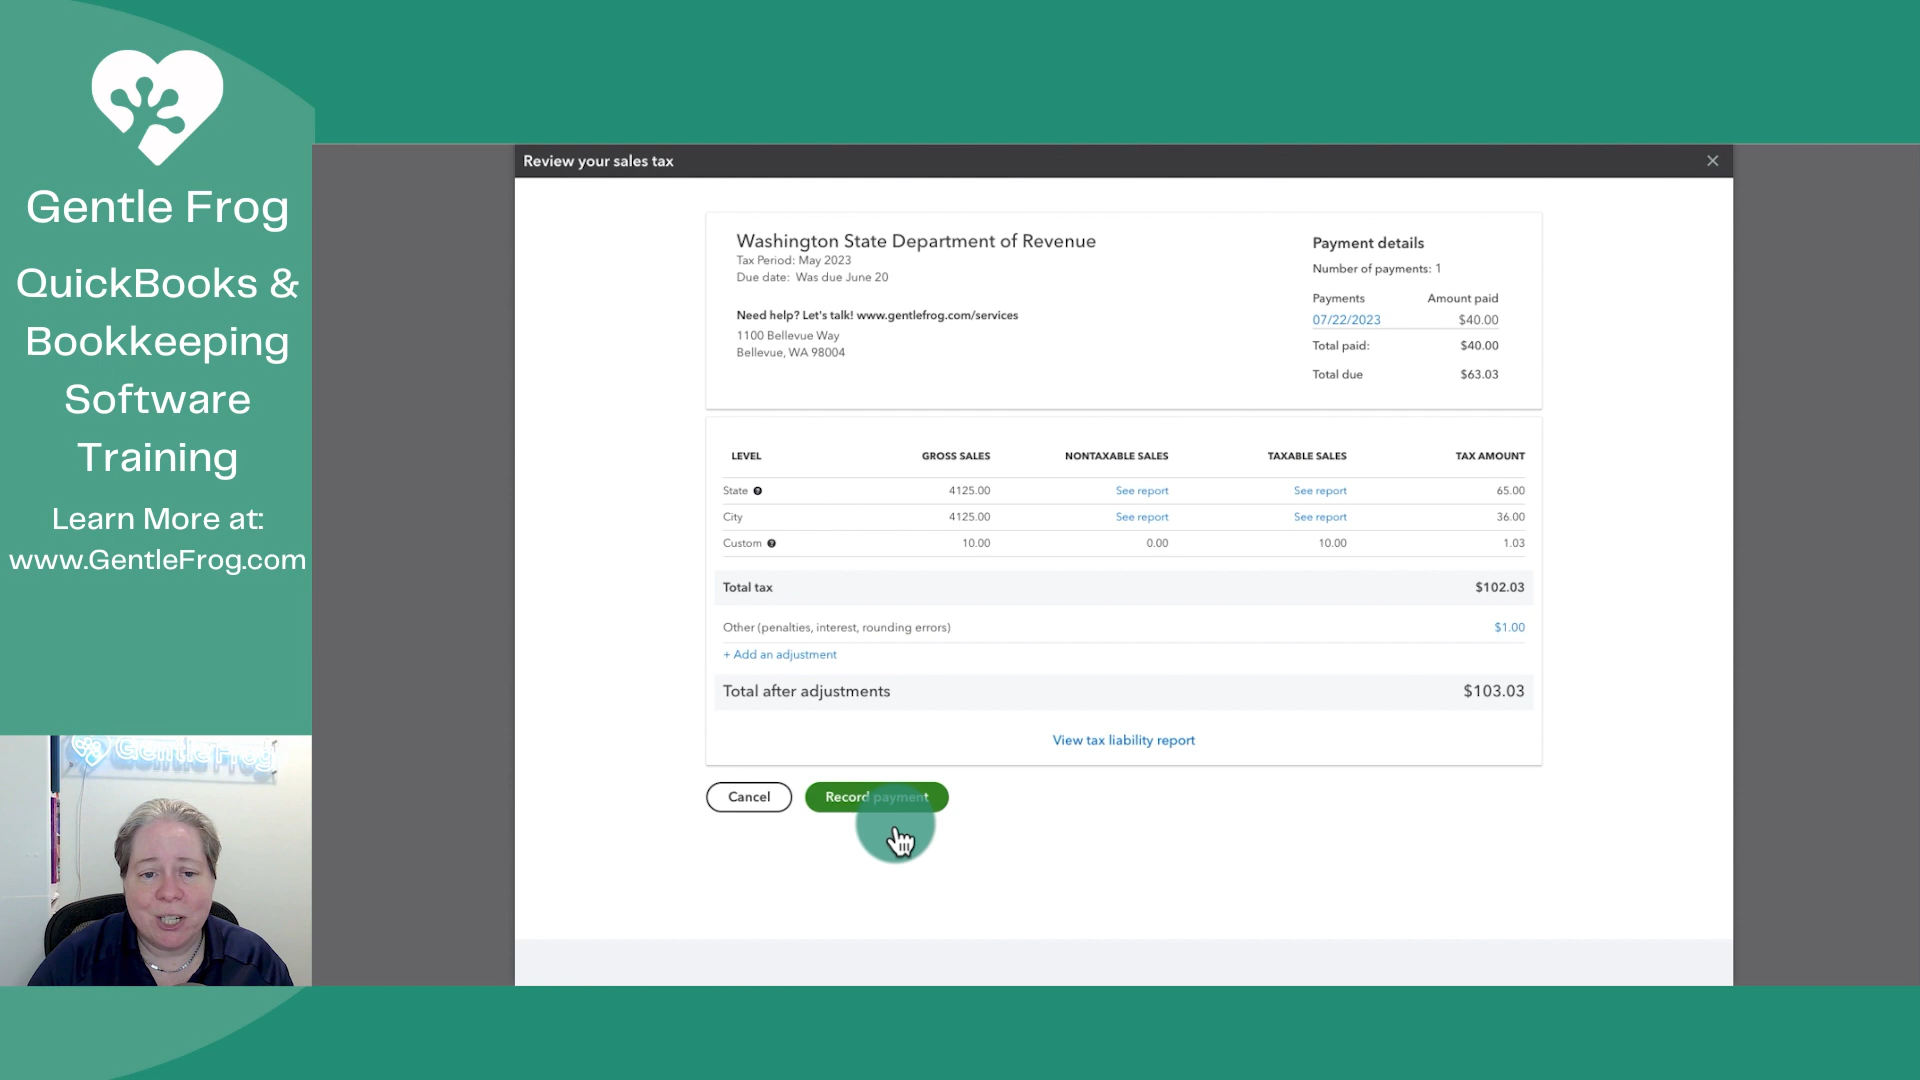 Gentle Frog
QuickBooks &
Bookkeeping
Software
Training
Learn More at:
www.GentleFrog.com
Gentle Frog
Review your sales tax
Washington State Department of Revenue
Tax Period: May 2023
Due date: Was due June 20
Need help? Let's talk! www.gentlefrog.com/services
1100 Bellevue Way
Bellevue, WA 98004
Payment details
Number of payments: 1
Payments Amount paid
07/22/2023 $40.00
Total paid: $40.00
Total due $63.03
LEVEL GROSS SALES NONTAXABLE SALES TAXABLE SALES TAX AMOUNT
State 4125.00 See report See report 65.00
City 4125.00 See report See report 36.00
Custom 10.00 0.00 10.00 1.03
Total tax $102.03
Other (penalties, interest, rounding errors) $1.00
+ Add an adjustment
Total after adjustments $103.03
View tax liability report
Cancel Record payment